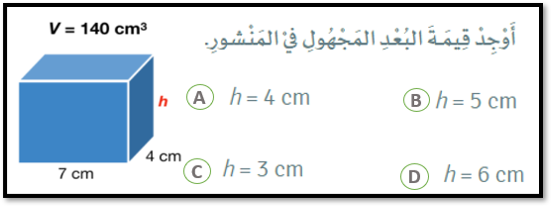 V = 140 cm³
أَوْجِدْ قِيمَةَ البُعْدِ المَجْهُولِ فِيْ المَنْشورِ.
h
4 cm
7 cm
A h = 4 cm
B h = 5 cm
C h = 3 cm
D h = 6 cm